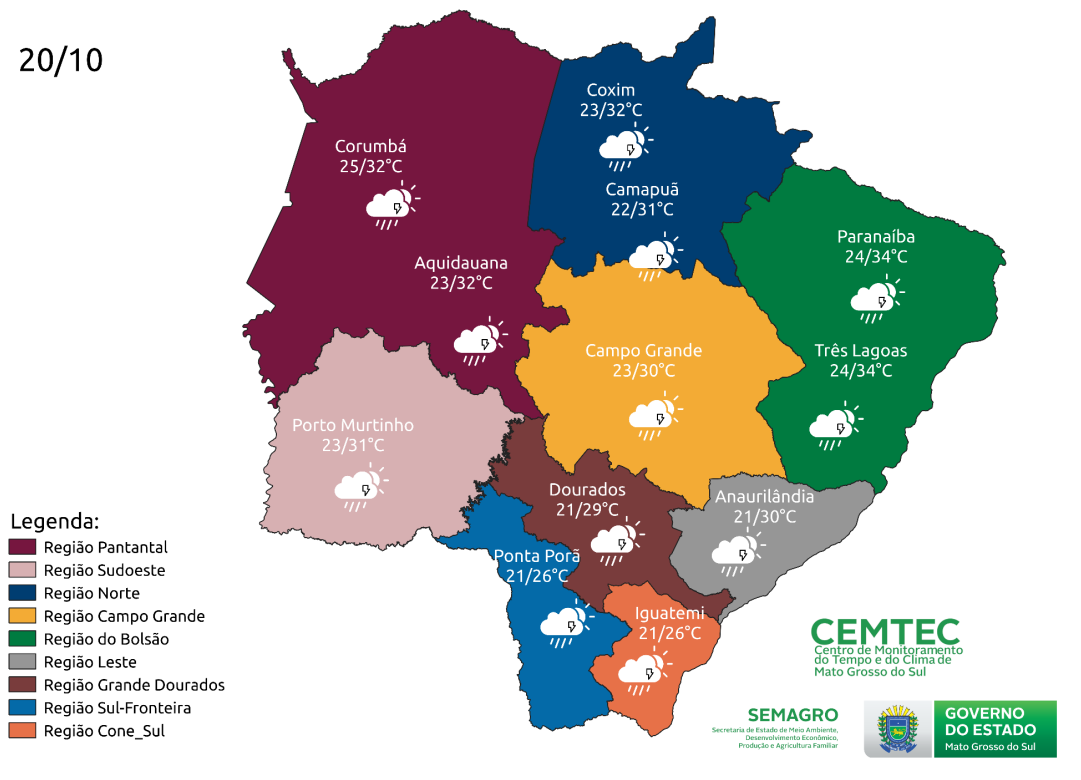 20/10
Coxim
23/32°C
Corumbá
25/32°C
Camapuã
22/31°C
Paranaíba
24/34°C
Aquidauana
23/32°C
Campo Grande
23/30°C
Três Lagoas
24/34°C
Porto Murtinho
23/31°C
Dourados
21/29°C
Anaurilândia
21/30°C
Ponta Porã
21/26°C
Iguatemi
21/26°C
Legenda:
Região Pantantal
Região Sudoeste
Região Norte
Região Campo Grande
Região do Bolsão
Região Leste
Região Grande Dourados
Região Sul-Fronteira
Região Cone_Sul
CEMTEC
Centro de Monitoramento
do Tempo e do Clima de
Mato Grosso do Sul
SEMAGRO
Secretaria de Estado de Meio Ambiente,
Desenvolvimento Econômico,
Produção e Agricultura Familiar
GOVERNO
DO ESTADO
Mato Grosso do Sul